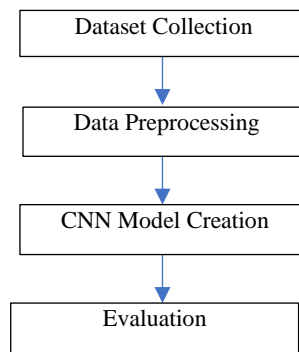 Dataset Collection
Data Preprocessing
CNN Model Creation
Evaluation